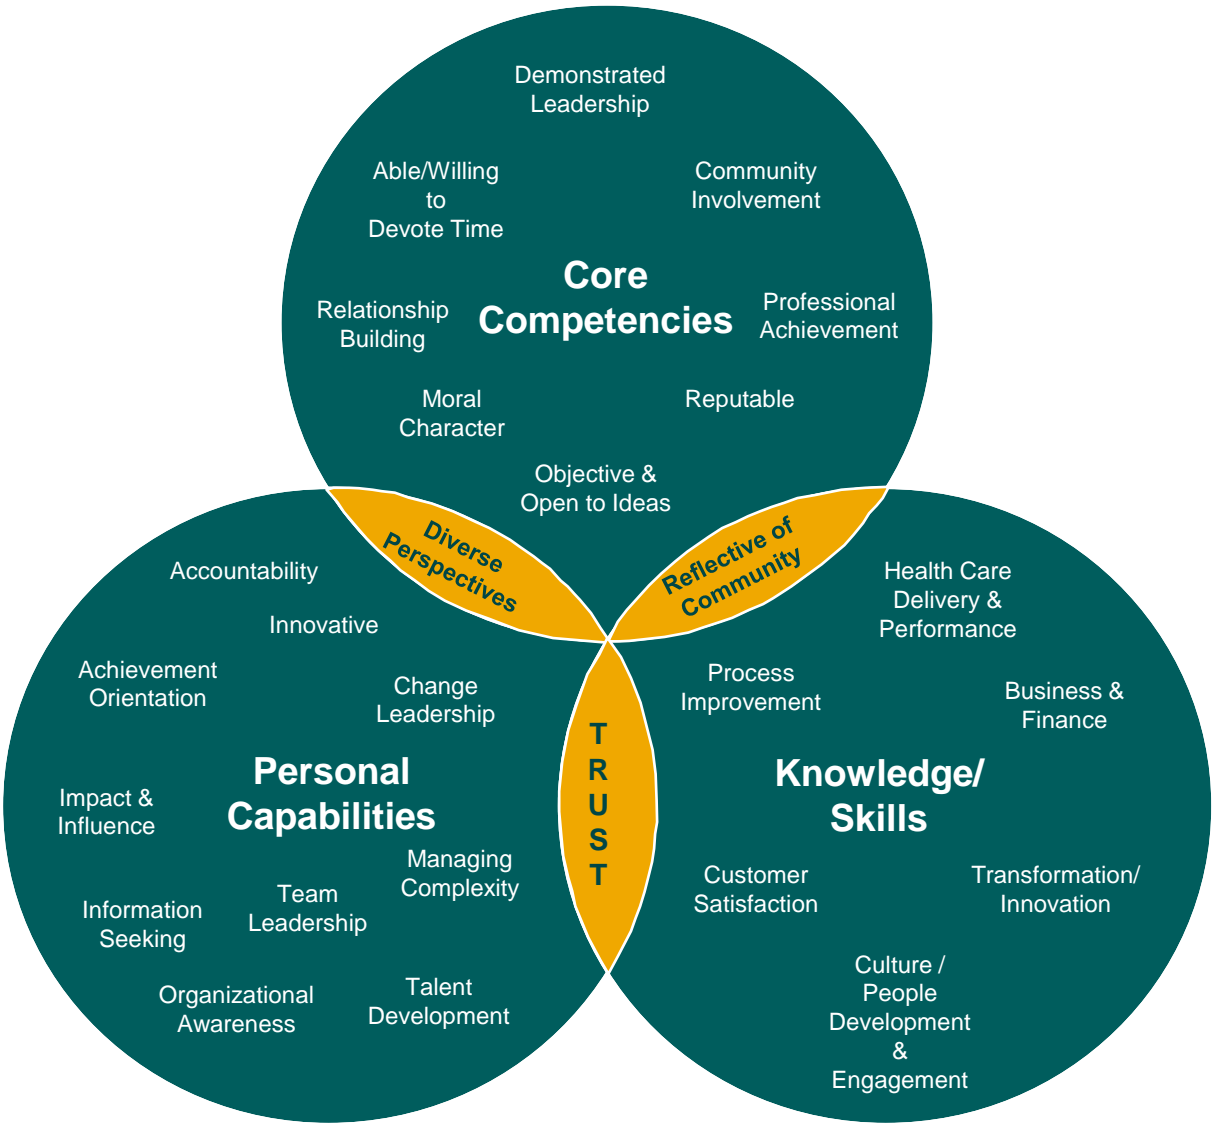 Demonstrated
Leadership
Able/Willing
to
Devote Time
Community
Involvement
Core
Competencies
Relationship
Building
Professional
Achievement
Moral
Character
Reputable
Objective &
Open to Ideas
Diverse
Perspectives
Reflective of
Community
Accountability
Innovative
Achievement
Orientation
Change
Leadership
Personal
Capabilities
Impact &
Influence
Managing
Complexity
Team
Leadership
Information
Seeking
Organizational
Awareness
Talent
Development
T
R
U
S
T
Health Care
Delivery &
Performance
Process
Improvement
Business &
Finance
Knowledge/
Skills
Customer
Satisfaction
Transformation/
Innovation
Culture /
People
Development
&
Engagement